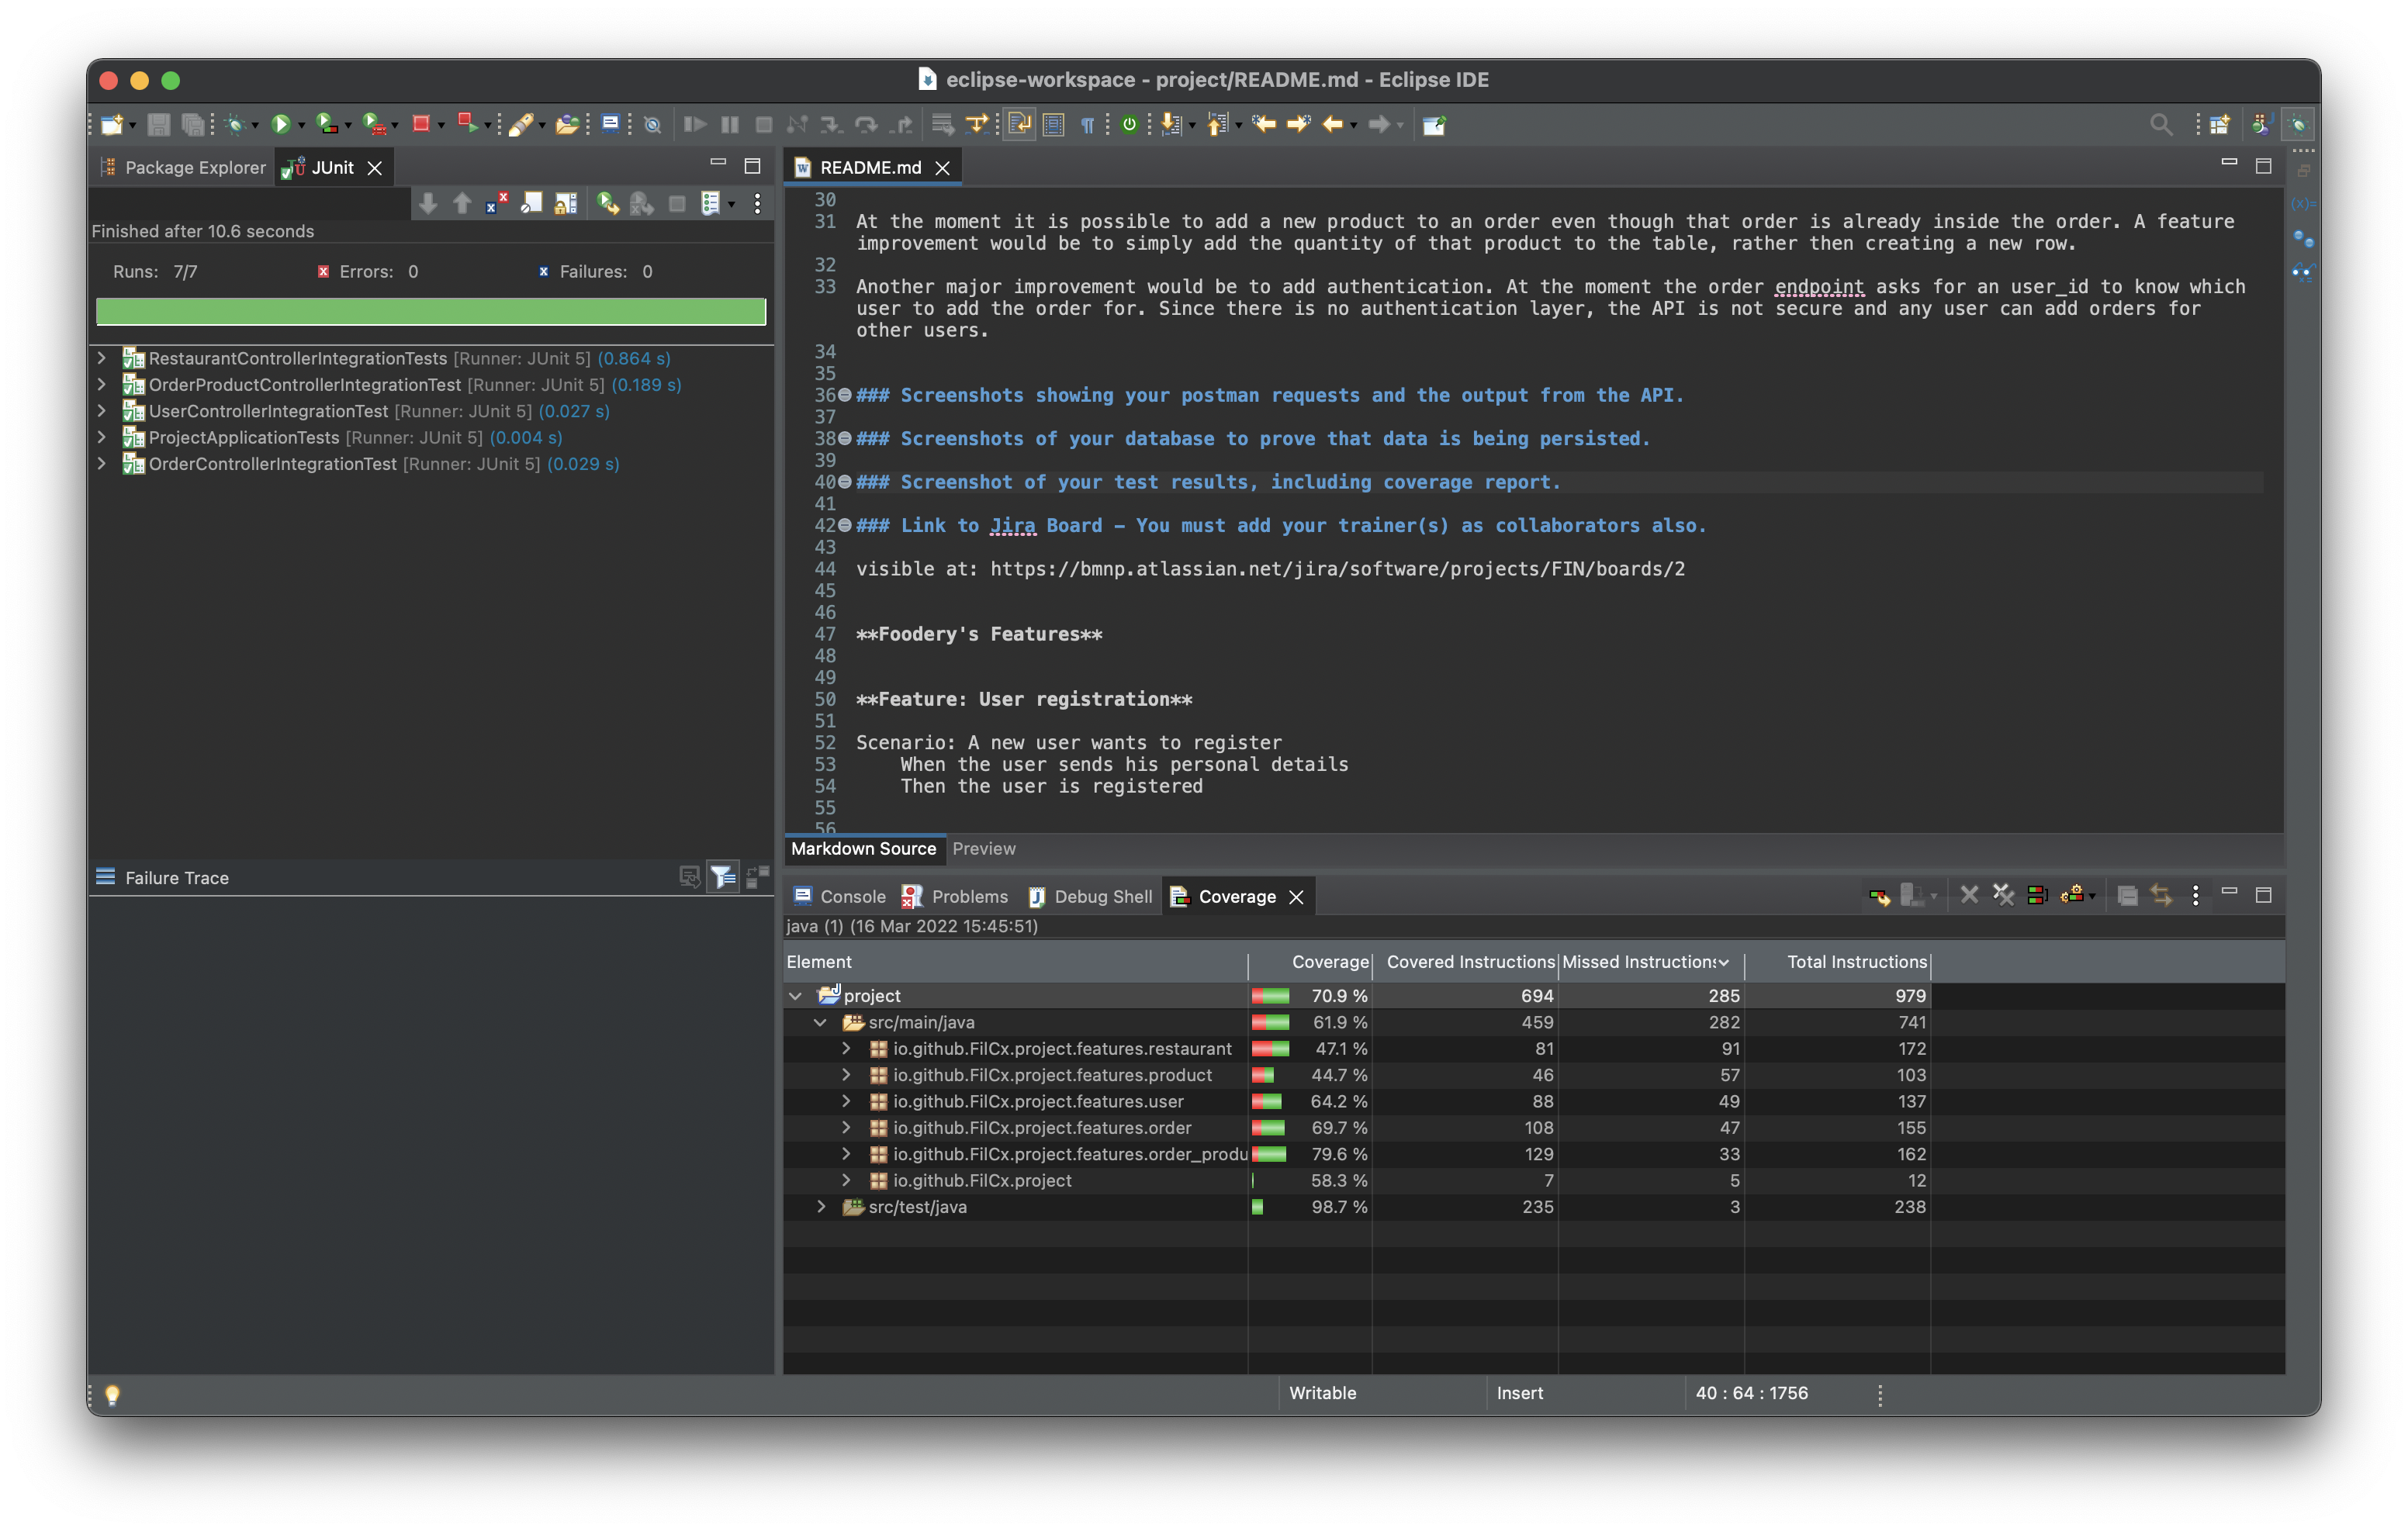 eclipse-workspace - project/README.md - Eclipse IDE
Package Explorer
JUnit
Finished after 10.6 seconds
Runs: 7/7
Errors: 0
Failures: 0
RestaurantControllerIntegrationTests [Runner: JUnit 5] (0.864 s)
OrderProductControllerIntegrationTest [Runner: JUnit 5] (0.189 s)
UserControllerIntegrationTest [Runner: JUnit 5] (0.027 s)
ProjectApplicationTests [Runner: JUnit 5] (0.004 s)
OrderControllerIntegrationTest [Runner: JUnit 5] (0.029 s)
Failure Trace
README.md
30
31 At the moment it is possible to add a new product to an order even though that order is already inside the order. A feature
improvement would be to simply add the quantity of that product to the table, rather then creating a new row.
32
33 Another major improvement would be to add authentication. At the moment the order endpoint asks for an user_id to know which
user to add the order for. Since there is no authentication layer, the API is not secure and any user can add orders for
other users.
34
35
36 ### Screenshots showing your postman requests and the output from the API.
37
38 ### Screenshots of your database to prove that data is being persisted.
39
40 ### Screenshot of your test results, including coverage report.
41
42 ### Link to Jira Board – You must add your trainer(s) as collaborators also.
43
44 visible at: https://bmnp.atlassian.net/jira/software/projects/FIN/boards/2
45
46
47 **Foodery's Features**
48
49
50 **Feature: User registration**
51
52 Scenario: A new user wants to register
53 When the user sends his personal details
54 Then the user is registered
55
56
Markdown Source
Preview
Console
Problems
Debug Shell
Coverage
java (1) (16 Mar 2022 15:45:51)
Element Coverage Covered Instructions Missed Instructions Total Instructions
project 70.9 % 694 285 979
src/main/java 61.9 % 459 282 741
io.github.FilCx.project.features.restaurant 47.1 % 81 91 172
io.github.FilCx.project.features.product 44.7 % 46 57 103
io.github.FilCx.project.features.user 64.2 % 88 49 137
io.github.FilCx.project.features.order 69.7 % 108 47 155
io.github.FilCx.project.features.order_produ 79.6 % 129 33 162
io.github.FilCx.project 58.3 % 7 5 12
src/test/java 98.7 % 235 3 238
Writable
Insert
40 : 64 : 1756